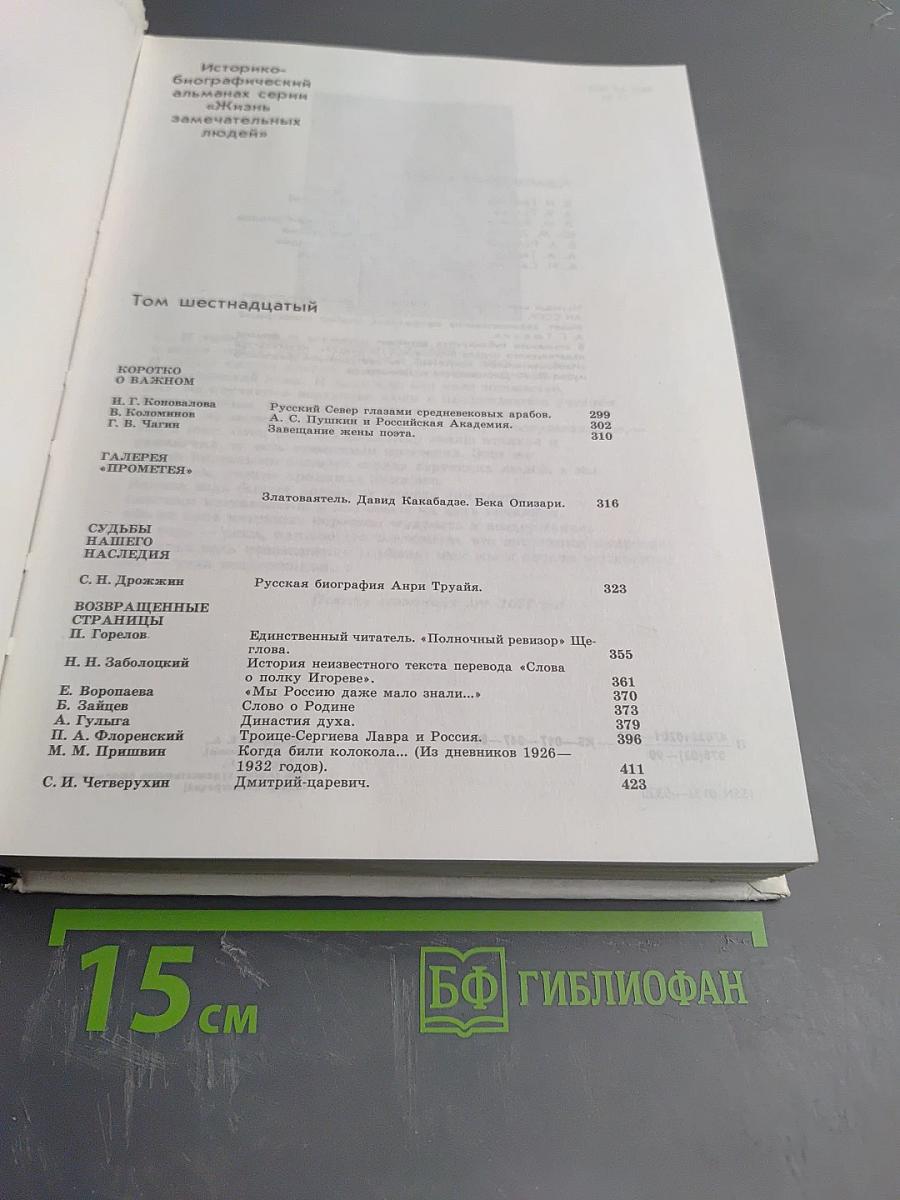 Историко-
биографический
альманах серии
«Жизнь
замечательных
людей»
Том шестнадцатый
КОРОТКО
О ВАЖНОМ
И. Г. Коновалова Русский Север глазами средневековых арабов. 299
В. Коломинов А. С. Пушкин и Российская Академия. 302
Г. В. Чагин Завещание жены поэта. 310
ГАЛЕРЕЯ
«ПРОМЕТЕЯ»
Златоваятель. Давид Какабадзе. Бека Опизари. 316
СУДЬБЫ
НАШЕГО
НАСЛЕДИЯ
С. Н. Дрожжин Русская биография Анри Труайя. 323
ВОЗВРАЩЕННЫЕ
СТРАНИЦЫ
П. Горелов Единственный читатель. «Полночный ревизор» Ще-
глова. 355
Н. Н. Заболоцкий История неизвестного текста перевода «Слова
о полку Игореве». 361
Е. Воропаева «Мы Россию даже мало знали...» 370
Б. Зайцев Слово о Родине 373
А. Гулыга Династия духа. 379
П. А. Флоренский Троице-Сергиева Лавра и Россия. 396
М. М. Пришвин Когда били колокола... (Из дневников 1926—
1932 годов). 411
С. И. Четверухин Дмитрий-царевич. 423
15 см
БФ ГИБЛИОФАН